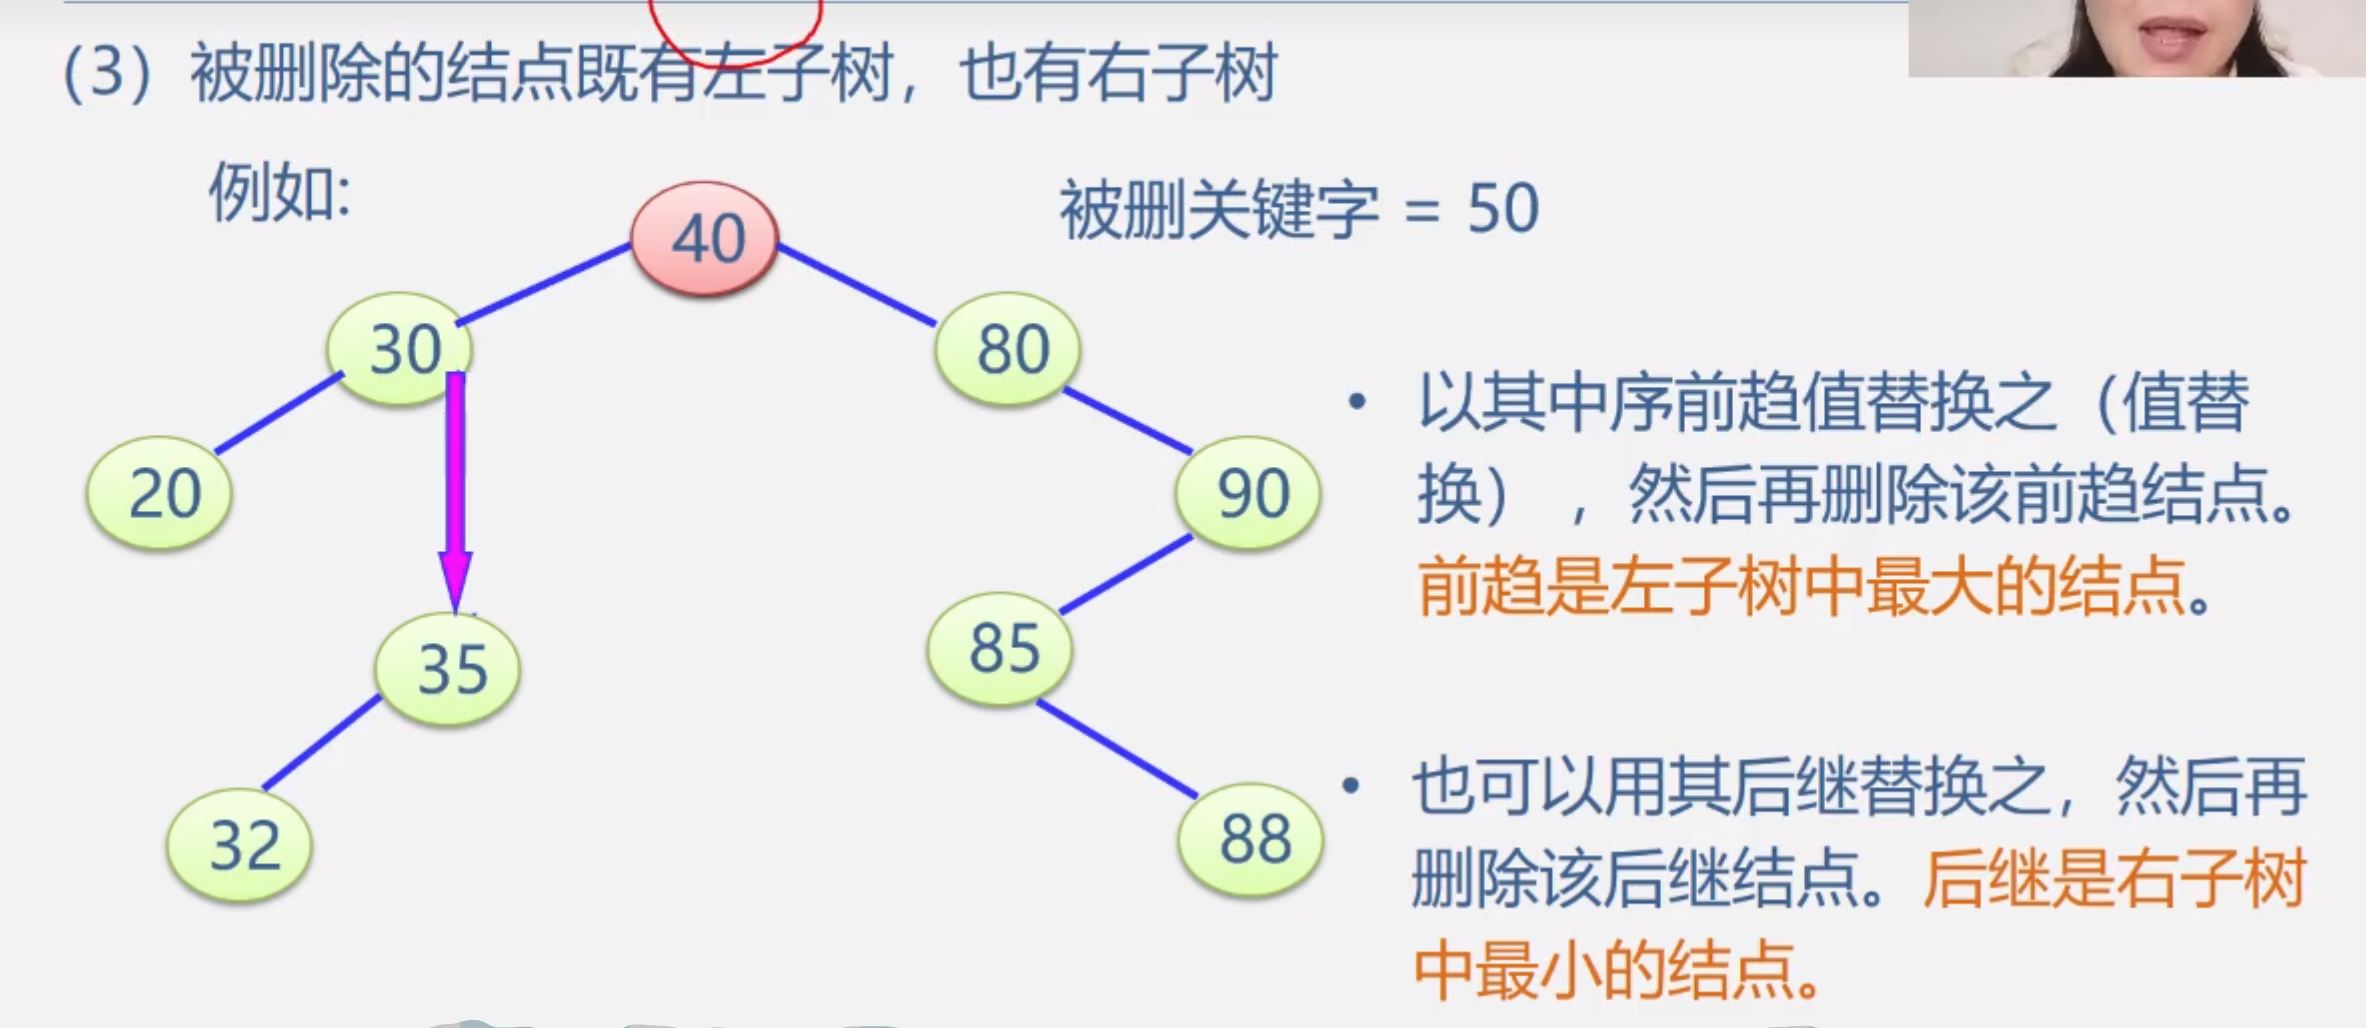 （3）被删除的结点既有左子树，也有右子树
例如:
被删关键字 = 50
40
30
80
20
90
35
85
32
88
• 以其中序前趋值替换之（值替
换），然后再删除该前趋结点。
前趋是左子树中最大的结点。
• 也可以用其后继替换之，然后再
删除该后继结点。后继是右子树
中最小的结点。